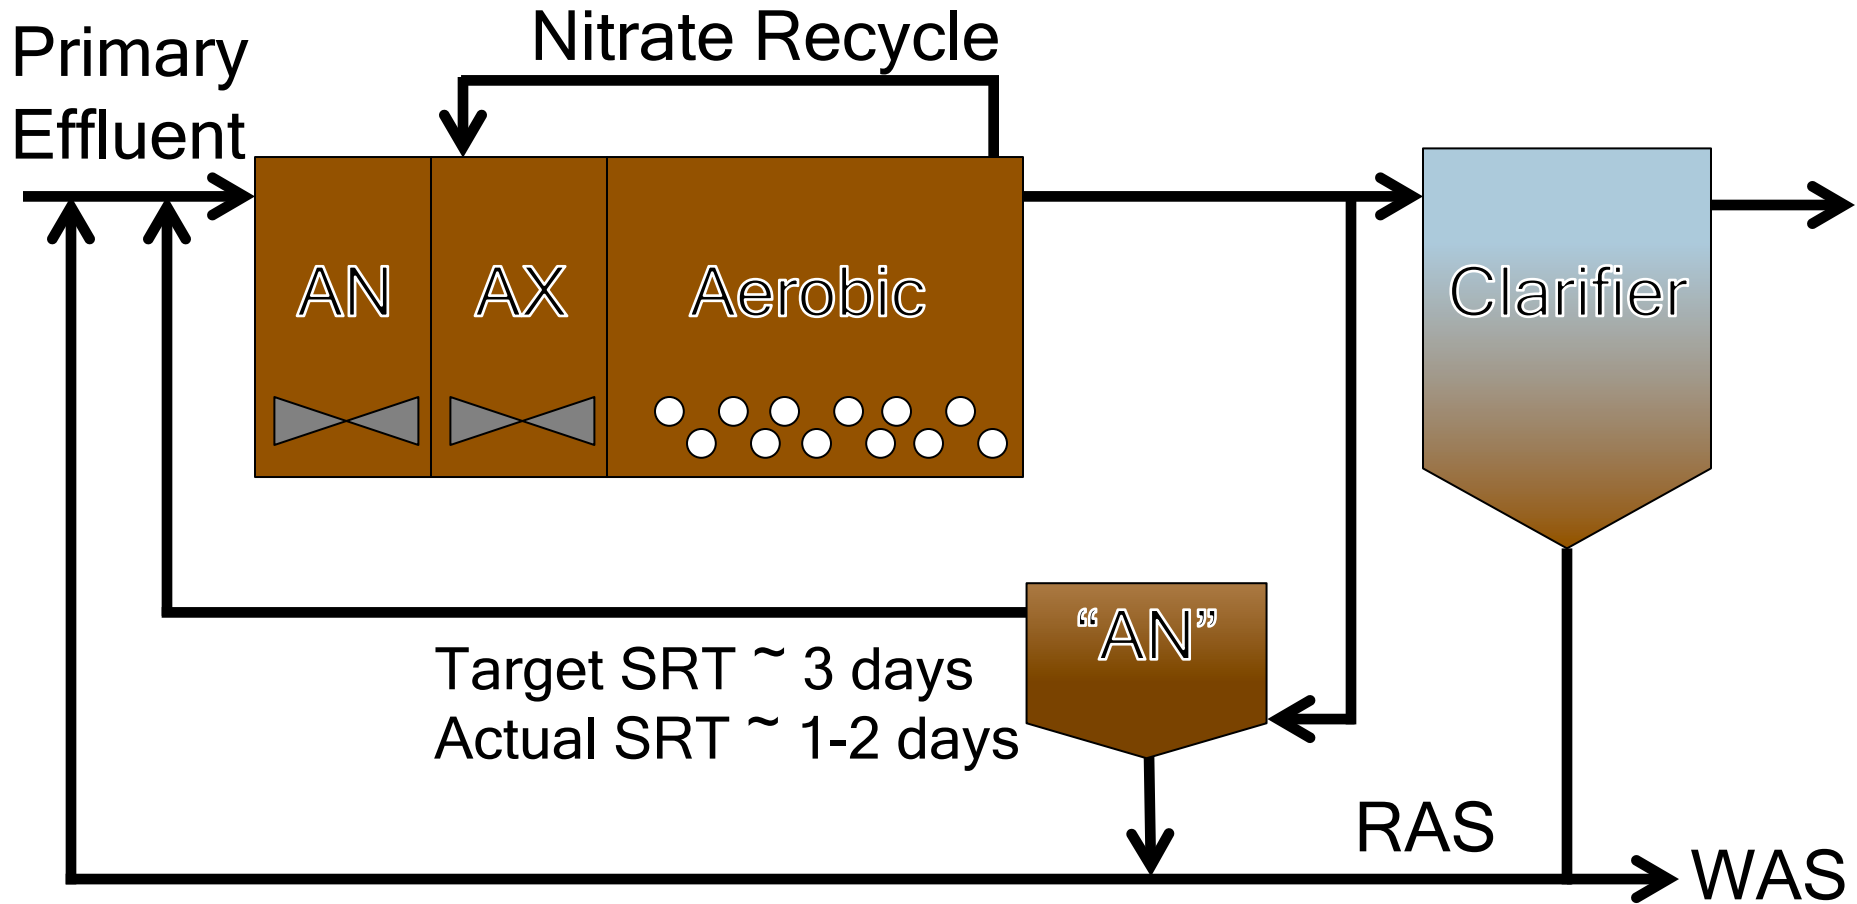 Nitrate Recycle
Primary
Effluent
AN
AX
Aerobic
Clarifier
“AN”
Target SRT ~ 3 days
Actual SRT ~ 1-2 days
RAS
WAS